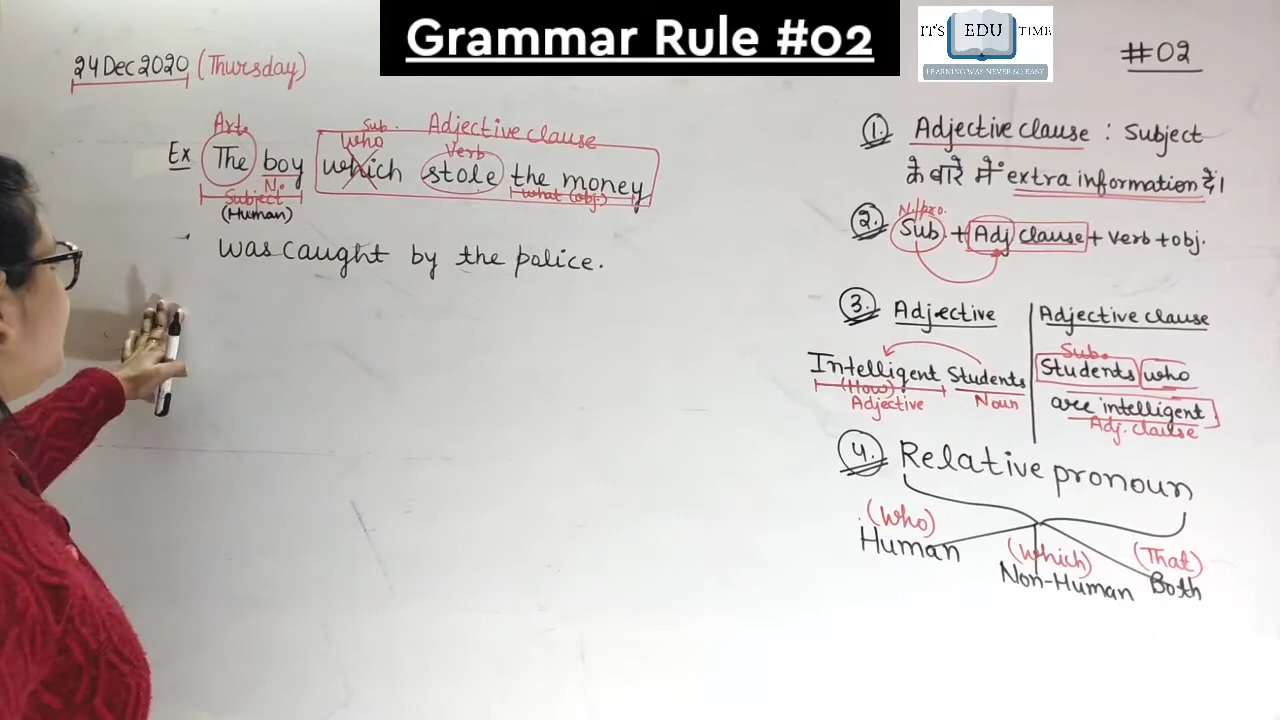 Grammar Rule #02
IT'S EDU TIME
LEARNING WAS NEVER SO EASY
24 Dec 2020 (Thursday)
#02
Art.
Sub.
Adjective clause
who
Verb
Ex The boy which stole the money
N.
Subject
what (obj.)
(Human)
was caught by the police.
1. Adjective clause : Subject
के बारे में extra information दें।
N./pro.
2. Sub + Adj clause + verb + obj.
3. Adjective
Intelligent Students
(How)
Adjective
Noun
Adjective clause
Sub.
Students who
are intelligent
Adj. clause
4. Relative pronoun
(Who)
Human
(Which)
Non-Human
(That)
Both